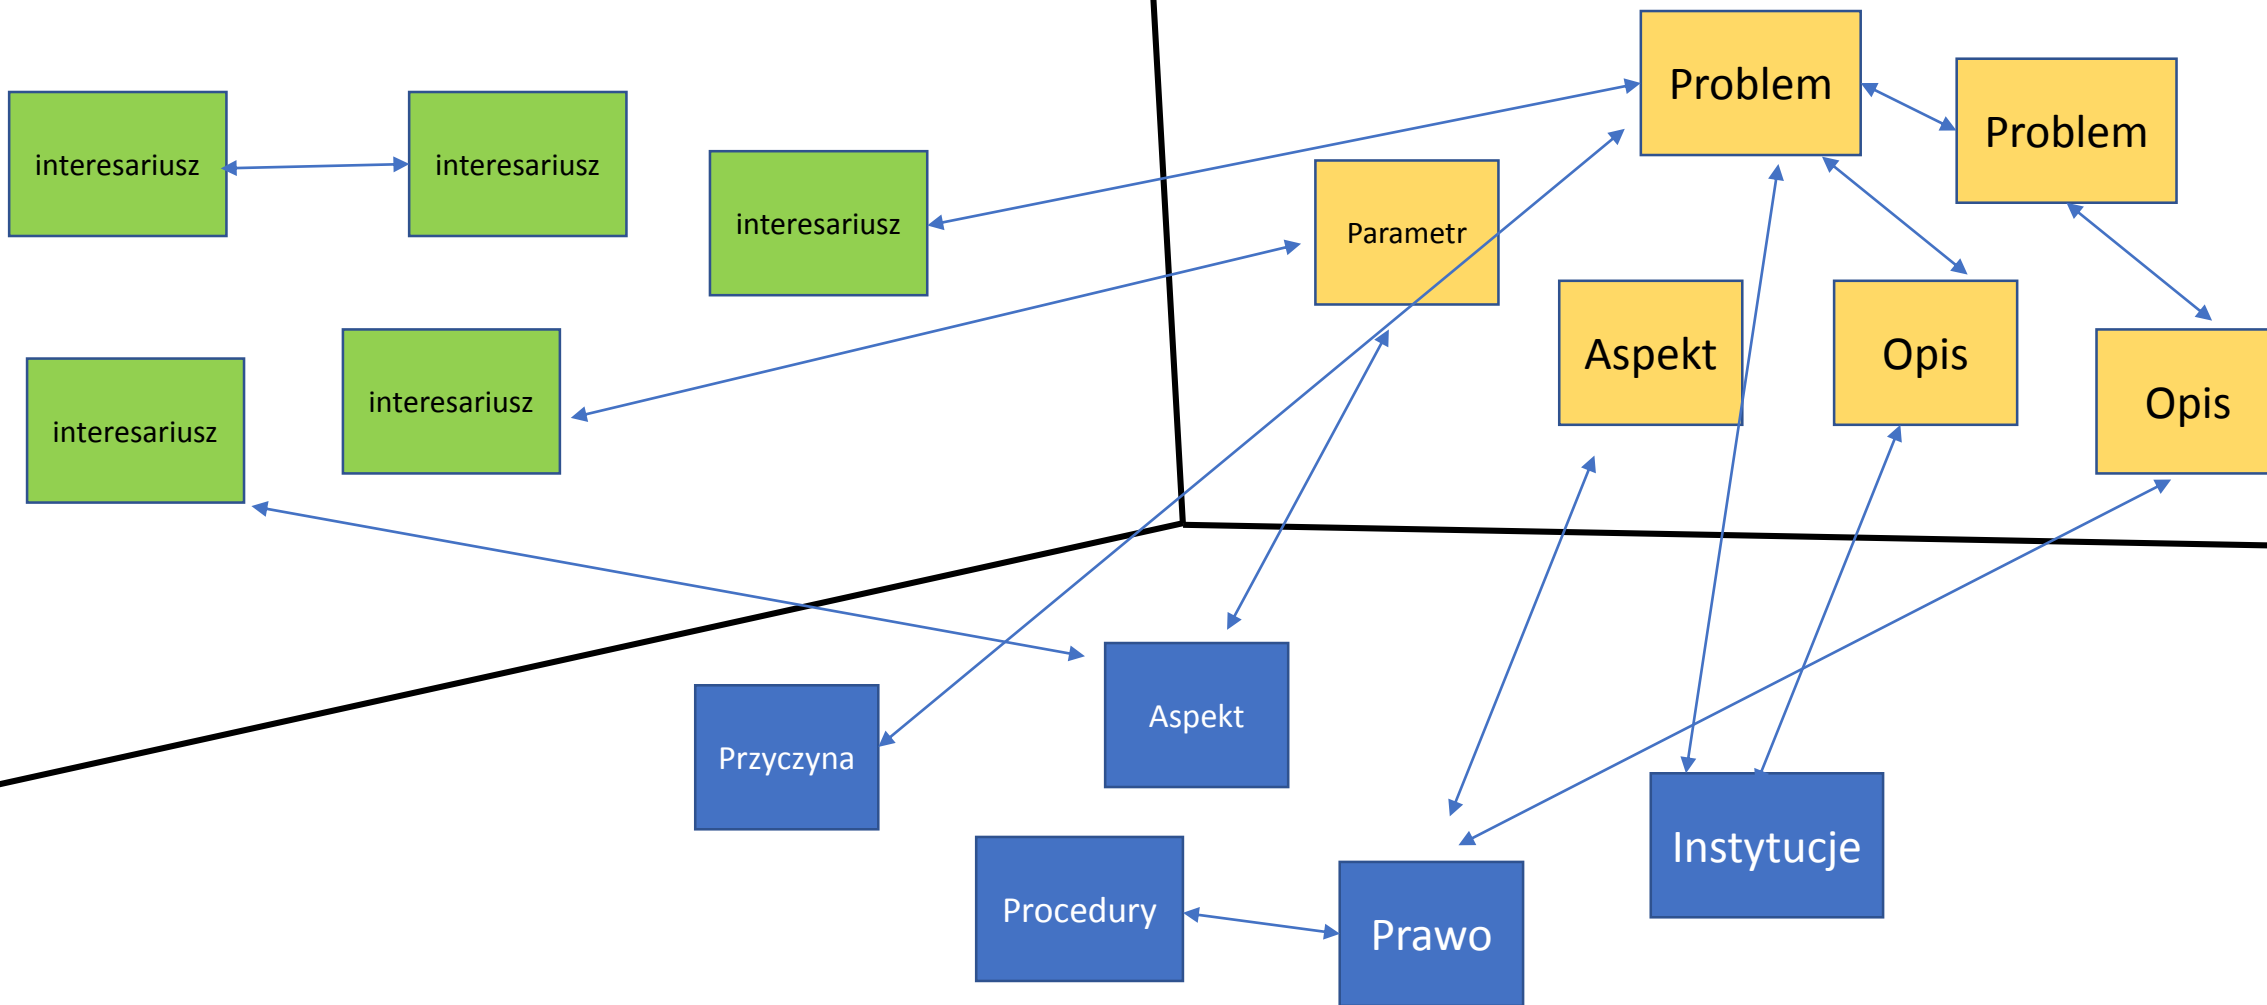 Problem
Problem
interesariusz
interesariusz
interesariusz
Parametr
Aspekt
Opis
interesariusz
interesariusz
Opis
Aspekt
Przyczyna
Instytucje
Procedury
Prawo